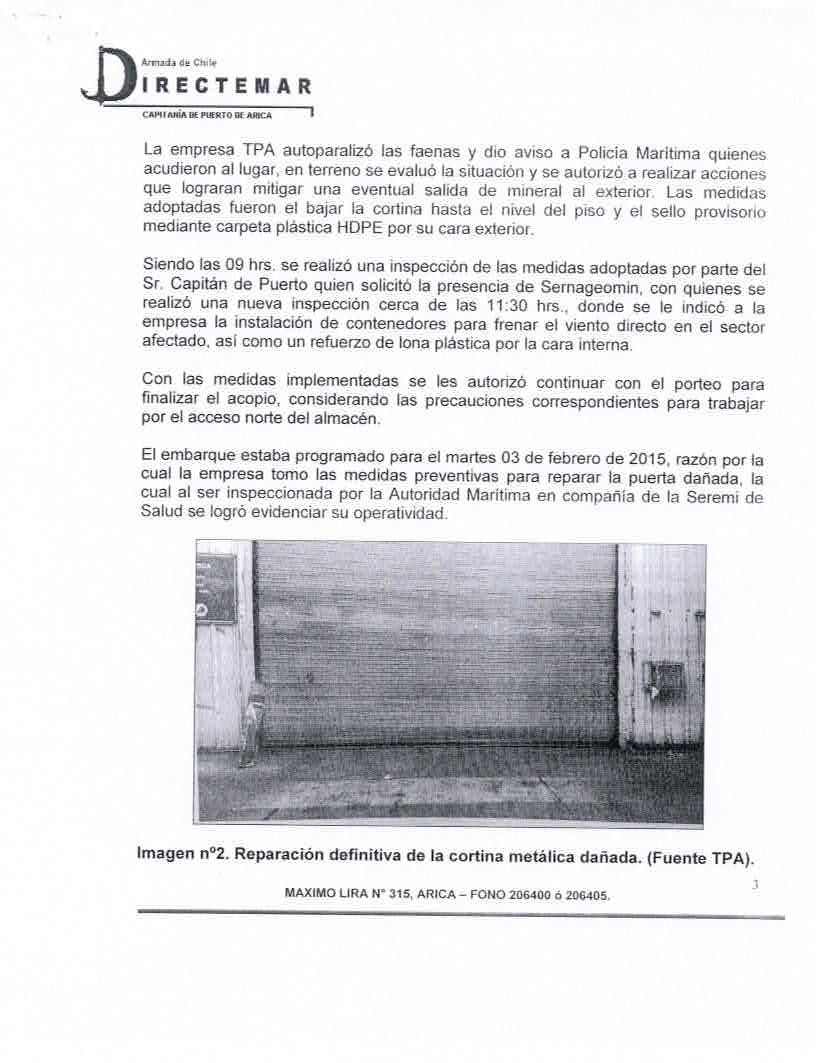 Armada de Chile
DIRECTEMAR
CAPITANÍA DE PUERTO DE ARICA
La empresa TPA autoparalizó las faenas y dio aviso a Policía Marítima quienes
acudieron al lugar, en terreno se evaluó la situación y se autorizó a realizar acciones
que lograran mitigar una eventual salida de mineral al exterior. Las medidas
adoptadas fueron el bajar la cortina hasta el nivel del piso y el sello provisorio
mediante carpeta plástica HDPE por su cara exterior.
Siendo las 09 hrs. se realizó una inspección de las medidas adoptadas por parte del
Sr. Capitán de Puerto quien solicitó la presencia de Sernageomin, con quienes se
realizó una nueva inspección cerca de las 11:30 hrs., donde se le indicó a la
empresa la instalación de contenedores para frenar el viento directo en el sector
afectado, así como un refuerzo de lona plástica por la cara interna.
Con las medidas implementadas se les autorizó continuar con el porteo para
finalizar el acopio, considerando las precauciones correspondientes para trabajar
por el acceso norte del almacén.
El embarque estaba programado para el martes 03 de febrero de 2015, razón por la
cual la empresa tomo las medidas preventivas para reparar la puerta dañada, la
cual al ser inspeccionada por la Autoridad Marítima en compañía de la Seremi de
Salud se logró evidenciar su operatividad.
Imagen nº2. Reparación definitiva de la cortina metálica dañada. (Fuente TPA).
3
MAXIMO LIRA N° 315, ARICA – FONO 206400 ó 206405.